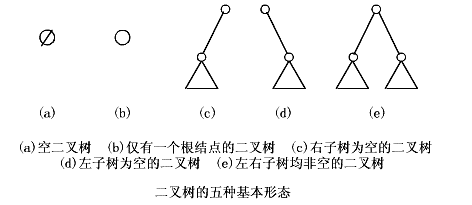 (a) (b) (c) (d) (e)
(a)空二叉树 (b)仅有一个根结点的二叉树 (c)右子树为空的二叉树
(d)左子树为空的二叉树 (e)左右子树均非空的二叉树
二叉树的五种基本形态